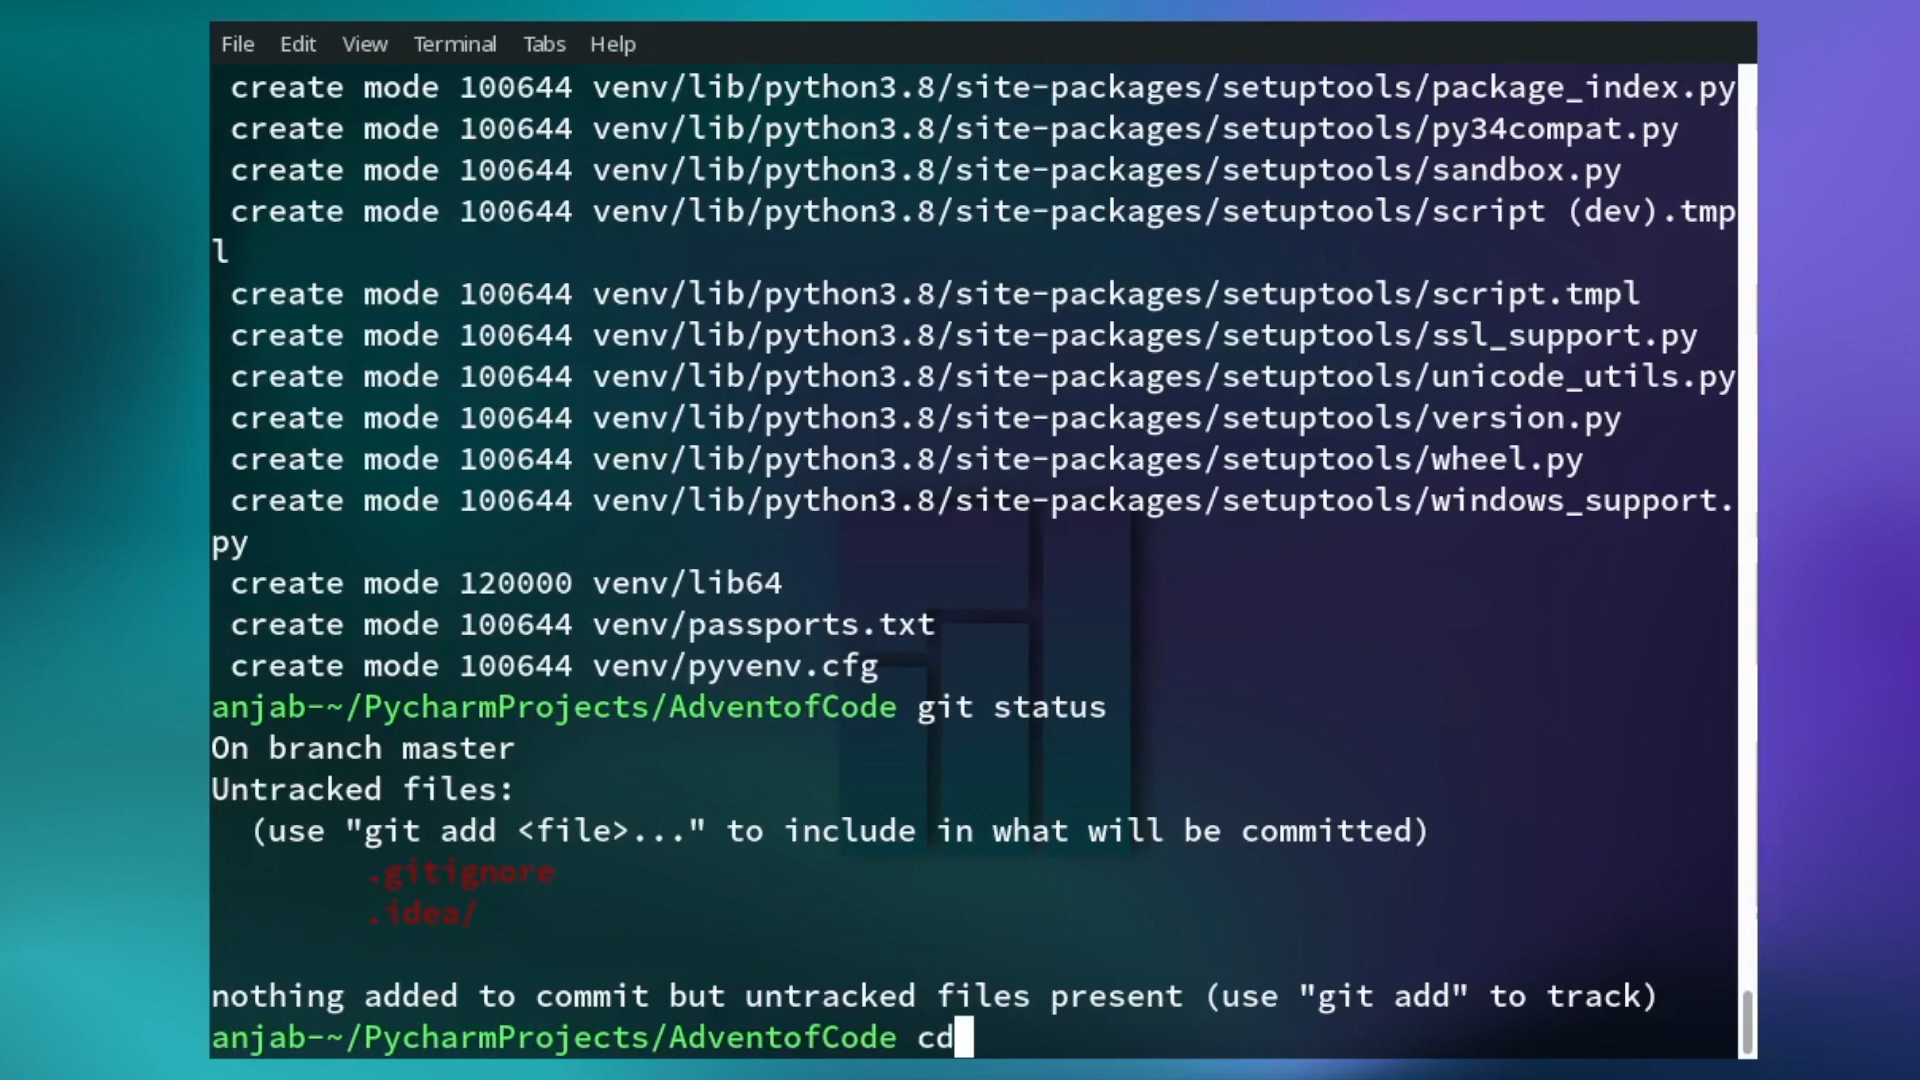 File Edit View Terminal Tabs Help
create mode 100644 venv/lib/python3.8/site-packages/setuptools/package_index.py
create mode 100644 venv/lib/python3.8/site-packages/setuptools/py34compat.py
create mode 100644 venv/lib/python3.8/site-packages/setuptools/sandbox.py
create mode 100644 venv/lib/python3.8/site-packages/setuptools/script (dev).tmp
l
create mode 100644 venv/lib/python3.8/site-packages/setuptools/script.tmpl
create mode 100644 venv/lib/python3.8/site-packages/setuptools/ssl_support.py
create mode 100644 venv/lib/python3.8/site-packages/setuptools/unicode_utils.py
create mode 100644 venv/lib/python3.8/site-packages/setuptools/version.py
create mode 100644 venv/lib/python3.8/site-packages/setuptools/wheel.py
create mode 100644 venv/lib/python3.8/site-packages/setuptools/windows_support.
py
create mode 120000 venv/lib64
create mode 100644 venv/passports.txt
create mode 100644 venv/pyvenv.cfg
anjab~~/PycharmProjects/AdventofCode git status
On branch master
Untracked files:
(use "git add <file>..." to include in what will be committed)
.gitignore
.idea/
nothing added to commit but untracked files present (use "git add" to track)
anjab~~/PycharmProjects/AdventofCode cd